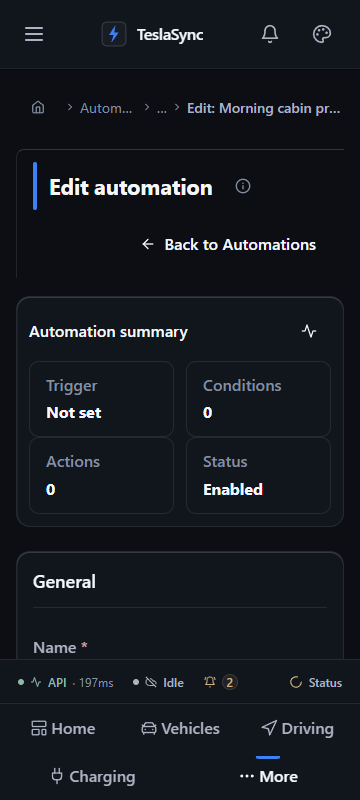 TeslaSync
Autom... ... Edit: Morning cabin pr...
Edit automation
Back to Automations
Automation summary
Trigger Conditions
Not set 0
Actions Status
0 Enabled
General
Name *
API · 197ms Idle 2 Status
Home Vehicles Driving
Charging More